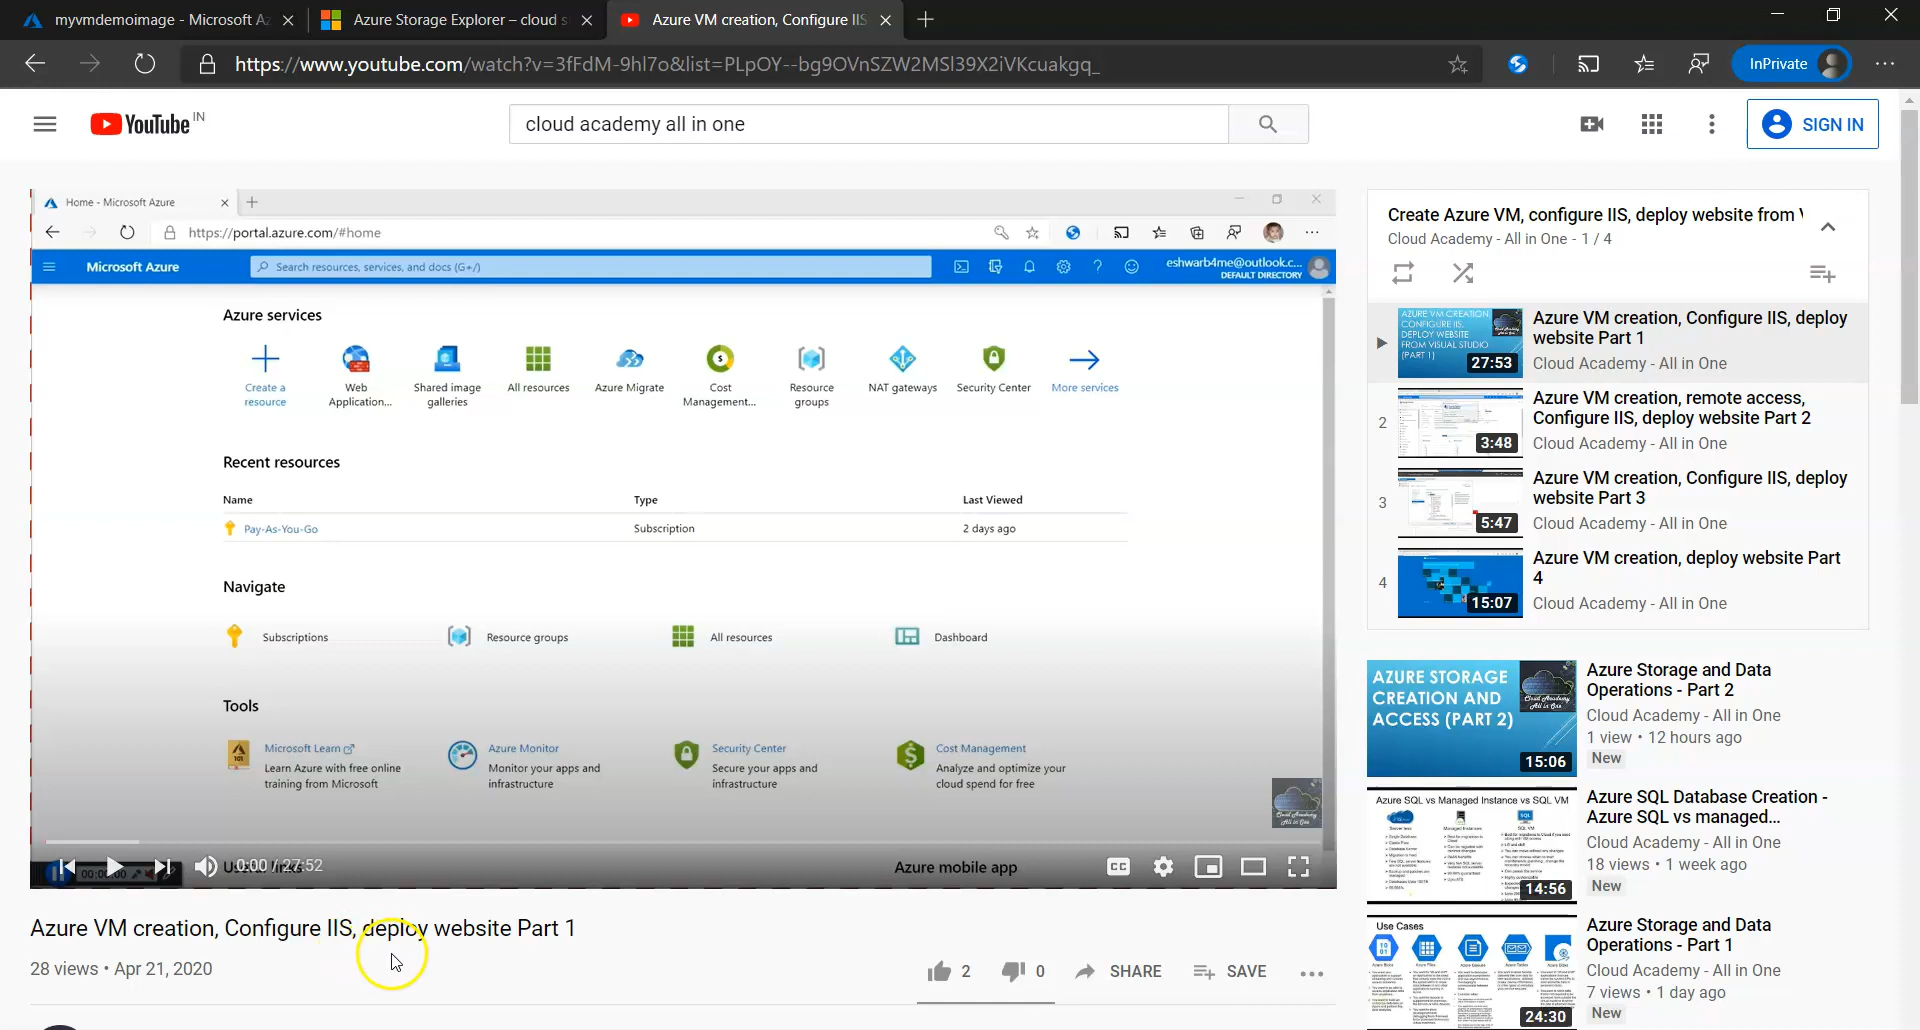 myvmdemoimage - Microsoft Az
Azure Storage Explorer – cloud s
Azure VM creation, Configure IIS
https://www.youtube.com/watch?v=3fFdM-9hl7o&list=PLpOY--bg9OVnSZW2MSl39X2iVKcuakgq_
InPrivate
YouTube IN
cloud academy all in one
SIGN IN
Home - Microsoft Azure
https://portal.azure.com/#home
Microsoft Azure
Search resources, services, and docs (G+/)
eshwarb4me@outlook.c...
DEFAULT DIRECTORY
Azure services
Create a resource
Web Application...
Shared image galleries
All resources
Azure Migrate
Cost Management...
Resource groups
NAT gateways
Security Center
More services
Recent resources
Name Type Last Viewed
Pay-As-You-Go Subscription 2 days ago
Navigate
Subscriptions Resource groups All resources Dashboard
Tools
Microsoft Learn
Learn Azure with free online
training from Microsoft
Azure Monitor
Monitor your apps and
infrastructure
Security Center
Secure your apps and
infrastructure
Cost Management
Analyze and optimize your
cloud spend for free
Cloud Academy
All in One
0:00 / 27:52
Azure mobile app
CC
Azure VM creation, Configure IIS, deploy website Part 1
28 views • Apr 21, 2020
2 0 SHARE SAVE
Create Azure VM, configure IIS, deploy website from V
Cloud Academy - All in One - 1 / 4
AZURE VM CREATION
CONFIGURE IIS,
DEPLOY WEBSITE
FROM VISUAL STUDIO
(PART 1)
27:53
Azure VM creation, Configure IIS, deploy
website Part 1
Cloud Academy - All in One
2
3:48
Azure VM creation, remote access,
Configure IIS, deploy website Part 2
Cloud Academy - All in One
3
5:47
Azure VM creation, Configure IIS, deploy
website Part 3
Cloud Academy - All in One
4
15:07
Azure VM creation, deploy website Part
4
Cloud Academy - All in One
AZURE STORAGE
CREATION AND
ACCESS (PART 2)
Cloud Academy
All in One
15:06
Azure Storage and Data
Operations - Part 2
Cloud Academy - All in One
1 view • 12 hours ago
New
Azure SQL vs Managed Instance vs SQL VM
14:56
Azure SQL Database Creation -
Azure SQL vs managed...
Cloud Academy - All in One
18 views • 1 week ago
New
Use Cases
24:30
Azure Storage and Data
Operations - Part 1
Cloud Academy - All in One
7 views • 1 day ago
New